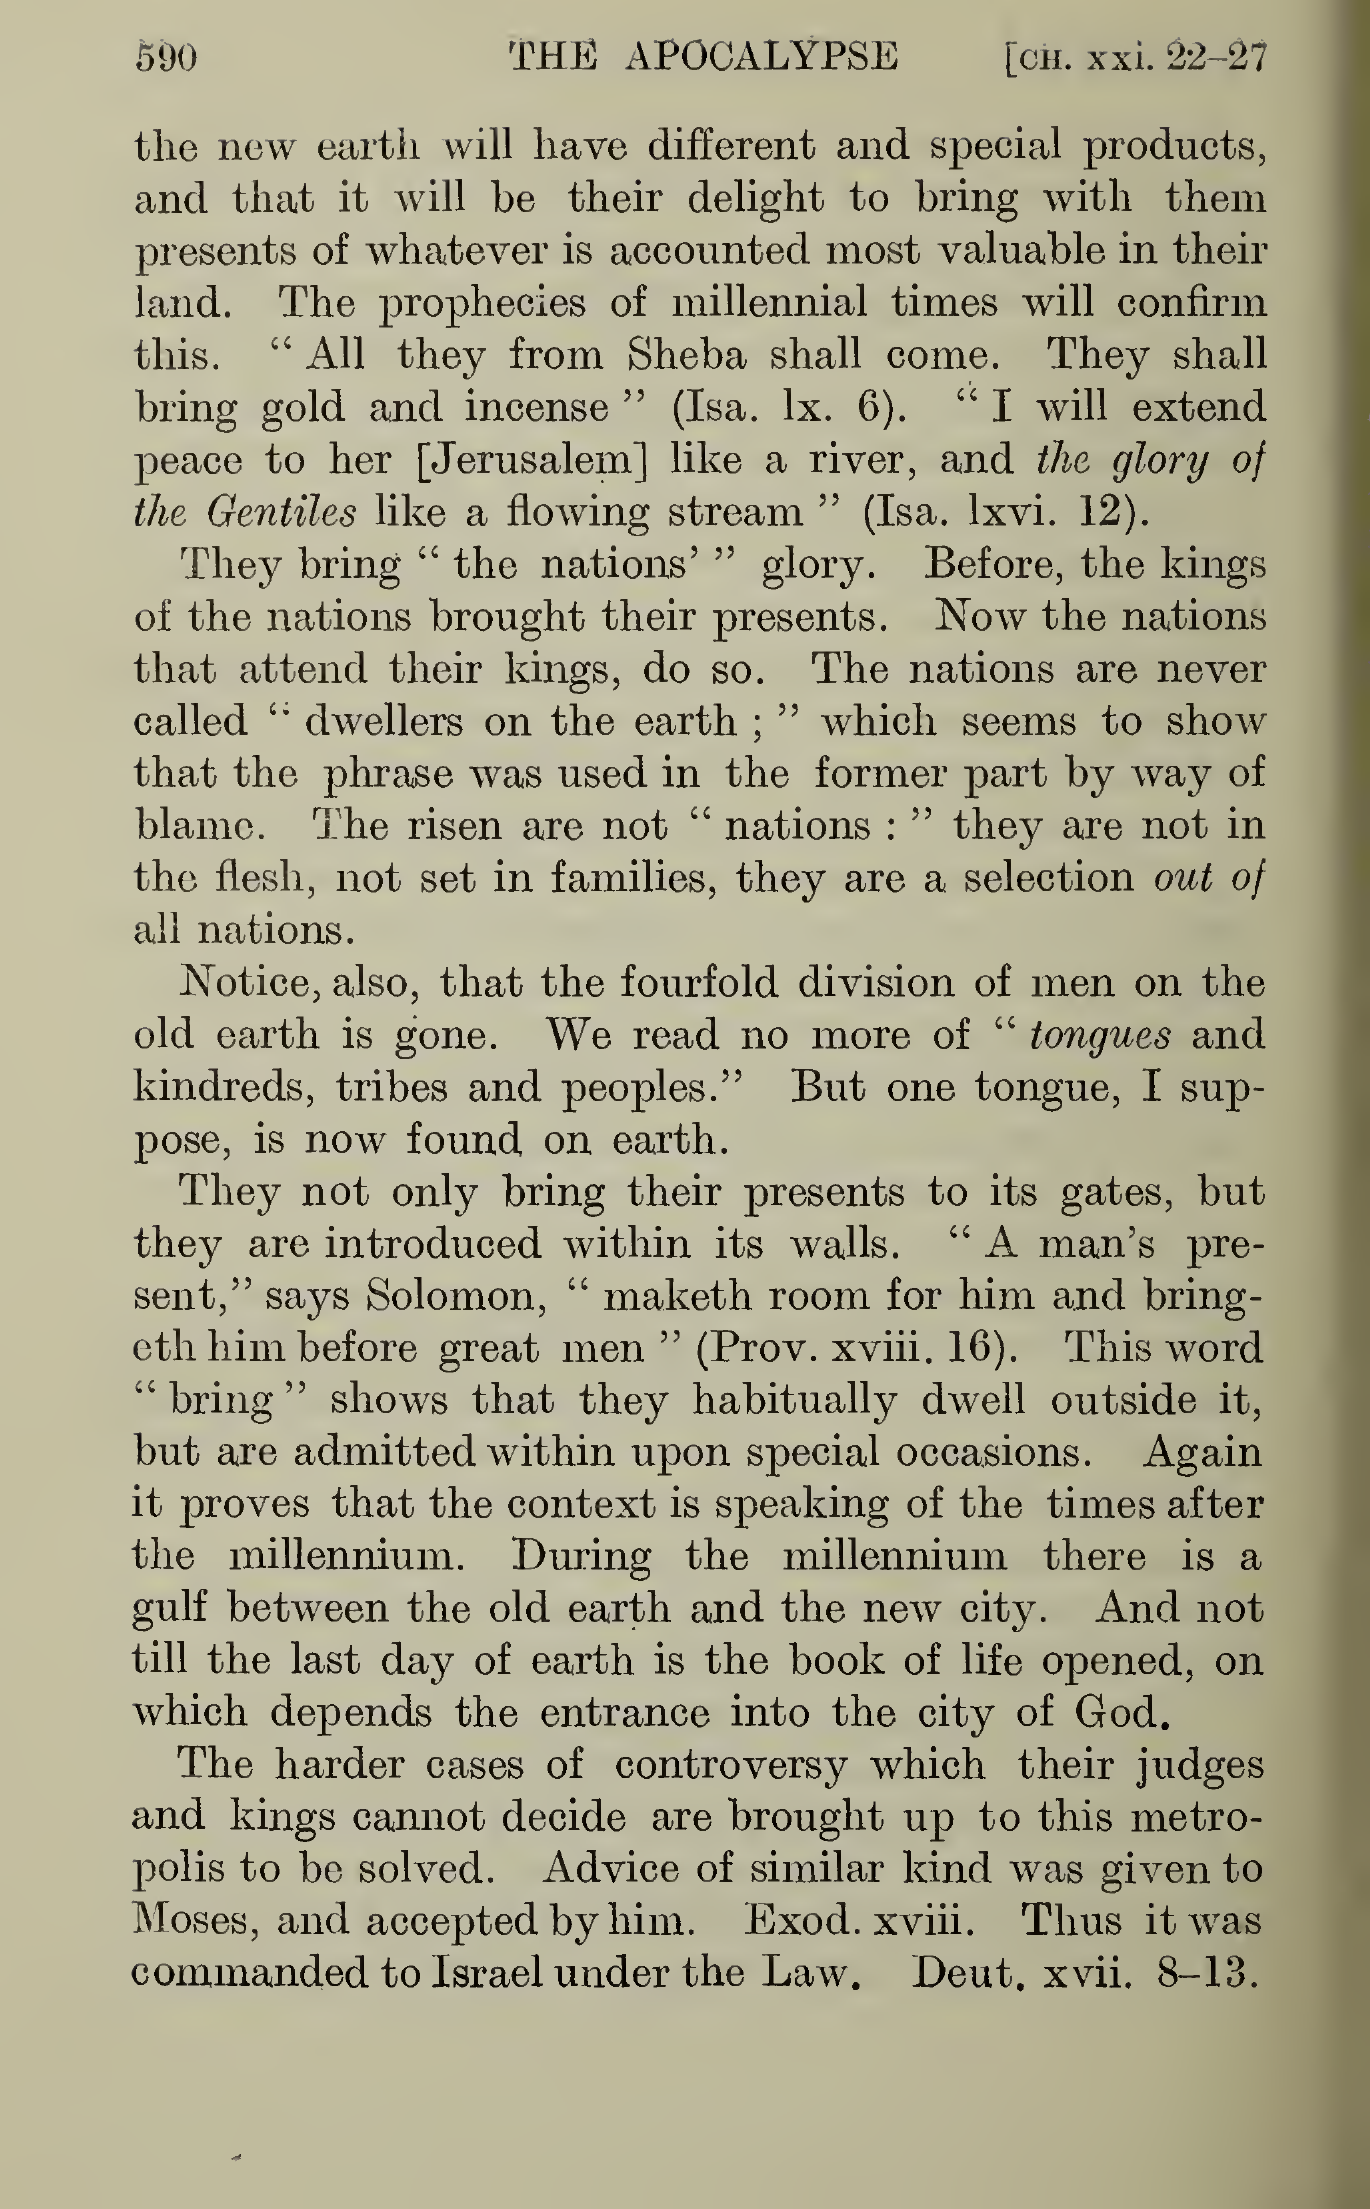 590 THE APOCALYPSE [CH. xxi. 22–27
the new earth will have different and special products,
and that it will be their delight to bring with them
presents of whatever is accounted most valuable in their
land. The prophecies of millennial times will confirm
this. “ All they from Sheba shall come. They shall
bring gold and incense ” (Isa. lx. 6). “ I will extend
peace to her [Jerusalem] like a river, and the glory of
the Gentiles like a flowing stream ” (Isa. lxvi. 12).
They bring “ the nations’ ” glory. Before, the kings
of the nations brought their presents. Now the nations
that attend their kings, do so. The nations are never
called “ dwellers on the earth ; ” which seems to show
that the phrase was used in the former part by way of
blame. The risen are not “ nations : ” they are not in
the flesh, not set in families, they are a selection out of
all nations.
Notice, also, that the fourfold division of men on the
old earth is gone. We read no more of “ tongues and
kindreds, tribes and peoples.” But one tongue, I sup-
pose, is now found on earth.
They not only bring their presents to its gates, but
they are introduced within its walls. “ A man’s pre-
sent,” says Solomon, “ maketh room for him and bring-
eth him before great men ” (Prov. xviii. 16). This word
“ bring ” shows that they habitually dwell outside it,
but are admitted within upon special occasions. Again
it proves that the context is speaking of the times after
the millennium. During the millennium there is a
gulf between the old earth and the new city. And not
till the last day of earth is the book of life opened, on
which depends the entrance into the city of God.
The harder cases of controversy which their judges
and kings cannot decide are brought up to this metro-
polis to be solved. Advice of similar kind was given to
Moses, and accepted by him. Exod. xviii. Thus it was
commanded to Israel under the Law. Deut. xvii. 8–13.